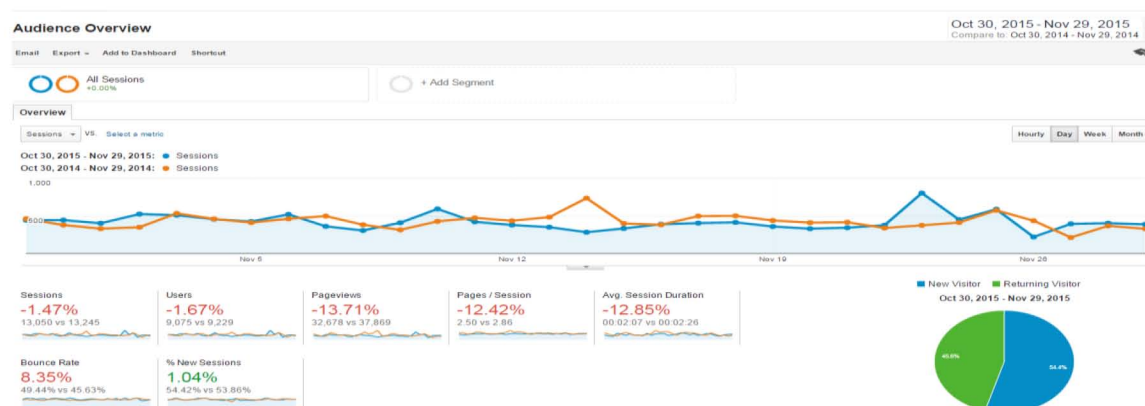 Audience Overview
Oct 30, 2015 - Nov 29, 2015
Compare to: Oct 30, 2014 - Nov 29, 2014
Email Export Add to Dashboard Shortcut
All Sessions
+0.00%
+ Add Segment
Overview
Sessions VS. Select a metric
Hourly Day Week Month
Oct 30, 2015 - Nov 29, 2015: Sessions
Oct 30, 2014 - Nov 29, 2014: Sessions
1,000
500
Nov 5 Nov 12 Nov 19 Nov 26
New Visitor Returning Visitor
Oct 30, 2015 - Nov 29, 2015
Sessions
-1.47%
13,050 vs 13,245
Users
-1.67%
9,075 vs 9,229
Pageviews
-13.71%
32,678 vs 37,869
Pages / Session
-12.42%
2.50 vs 2.86
Avg. Session Duration
-12.85%
00:02:07 vs 00:02:26
Bounce Rate
8.35%
49.44% vs 45.63%
% New Sessions
1.04%
54.42% vs 53.86%
45.6%
54.4%